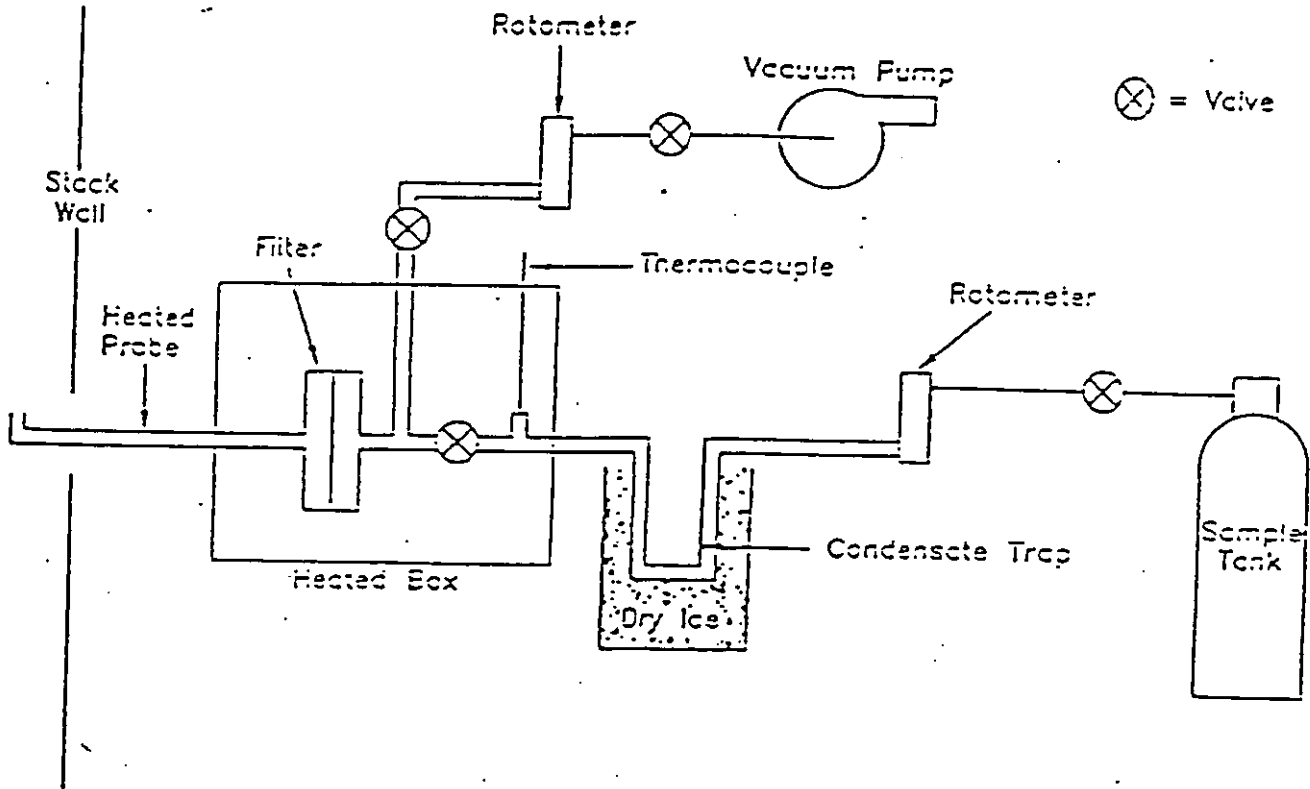 Rotometer
Vacuum Pump
= Valve
Stack
Wall
Filter
Thermocouple
Rotometer
Heated
Probe
Condensate Trap
Sample
Tank
Heated Box
Dry Ice